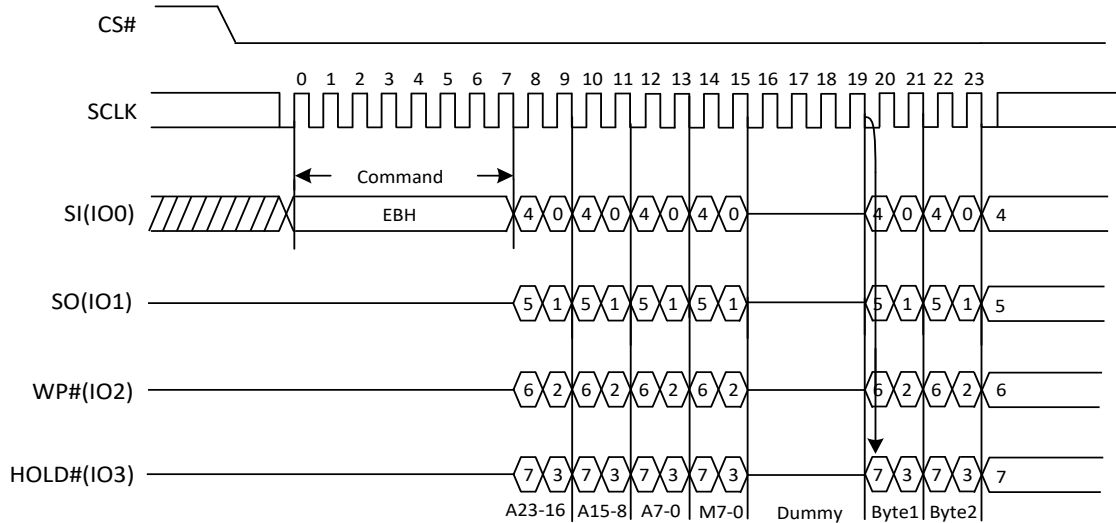 CS#
0 1 2 3 4 5 6 7 8 9 10 11 12 13 14 15 16 17 18 19 20 21 22 23
SCLK
Command
SI(IO0) EBH 4 0 4 0 4 0 4 0 4 0 4 0 4
SO(IO1) 5 1 5 1 5 1 5 1 5 1 5 1 5
WP#(IO2) 6 2 6 2 6 2 6 2 6 2 6 2 6
HOLD#(IO3) 7 3 7 3 7 3 7 3 7 3 7 3 7
A23-16 A15-8 A7-0 M7-0 Dummy Byte1 Byte2